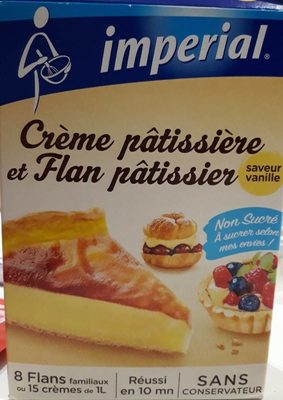 imperial®
Crème pâtissière
et Flan pâtissier
saveur
vanille
Non Sucré
À sucrer selon
mes envies !
8 Flans familiaux
ou 15 crèmes de 1L
Réussi
en 10 mn
SANS
CONSERVATEUR